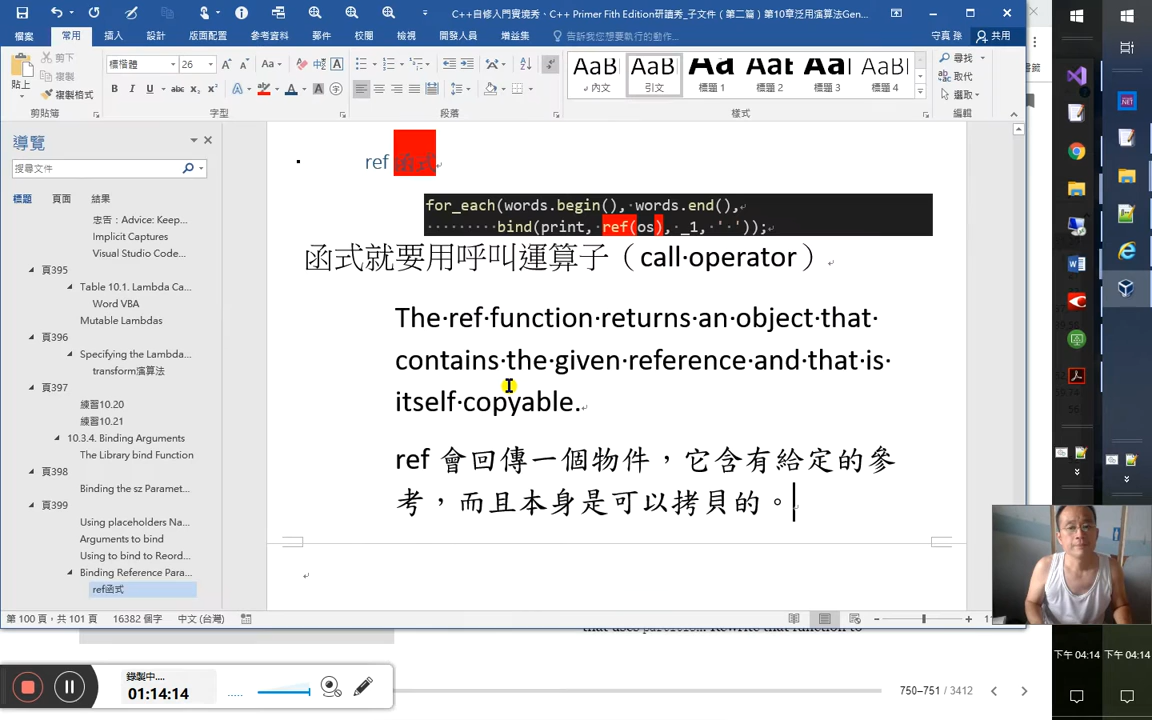 C++自修入門實境秀、C++ Primer Fith Edition研讀秀_子文件（第二篇）第10章泛用演算法Gen...
檔案 常用 插入 設計 版面配置 參考資料 郵件 校閱 檢視 開發人員 增益集 告訴我您想要執行的動作... 守真 孫 共用
貼上 剪下 複製 複製格式
標楷體 26
AaB AaBl Aa AaB AaBl AaBl
內文 引文 標題 1 標題 2 標題 3 標題 4
尋找 取代 選取
剪貼簿 字型 段落 樣式 編輯
導覽
搜尋文件
標題 頁面 結果
忠告：Advice: Keep...
Implicit Captures
Visual Studio Code...
頁395
Table 10.1. Lambda Ca...
Word VBA
Mutable Lambdas
頁396
Specifying the Lambda...
transform演算法
頁397
練習10.20
練習10.21
10.3.4. Binding Arguments
The Library bind Function
頁398
Binding the sz Paramet...
頁399
Using placeholders Na...
Arguments to bind
Using to bind to Reord...
Binding Reference Para...
ref函式
ref 函式
for_each(words.begin(), words.end(),
bind(print, ref(os), _1, ' '));
函式就要用呼叫運算子（call operator）
The ref function returns an object that
contains the given reference and that is
itself copyable.
ref 會回傳一個物件，它含有給定的參
考，而且本身是可以拷貝的。
第 100 頁，共 101 頁 16382 個字 中文 (台灣)
錄製中....
01:14:14
750–751 / 3412
下午 04:14 下午 04:14